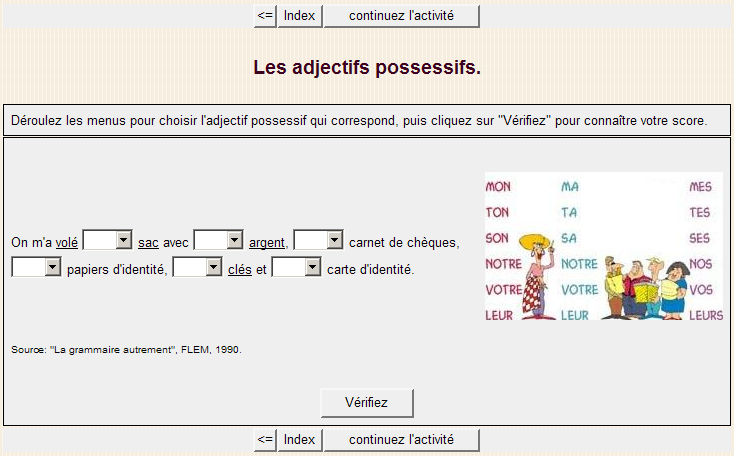 <= Index continuez l'activité
Les adjectifs possessifs.
Déroulez les menus pour choisir l'adjectif possessif qui correspond, puis cliquez sur "Vérifiez" pour connaître votre score.
On m'a volé sac avec argent, carnet de chèques,
papiers d'identité, clés et carte d'identité.
MON MA MES
TON TA TES
SON SA SES
NOTRE NOTRE NOS
VOTRE VOTRE VOS
LEUR LEUR LEURS
Source: "La grammaire autrement", FLEM, 1990.
Vérifiez
<= Index continuez l'activité